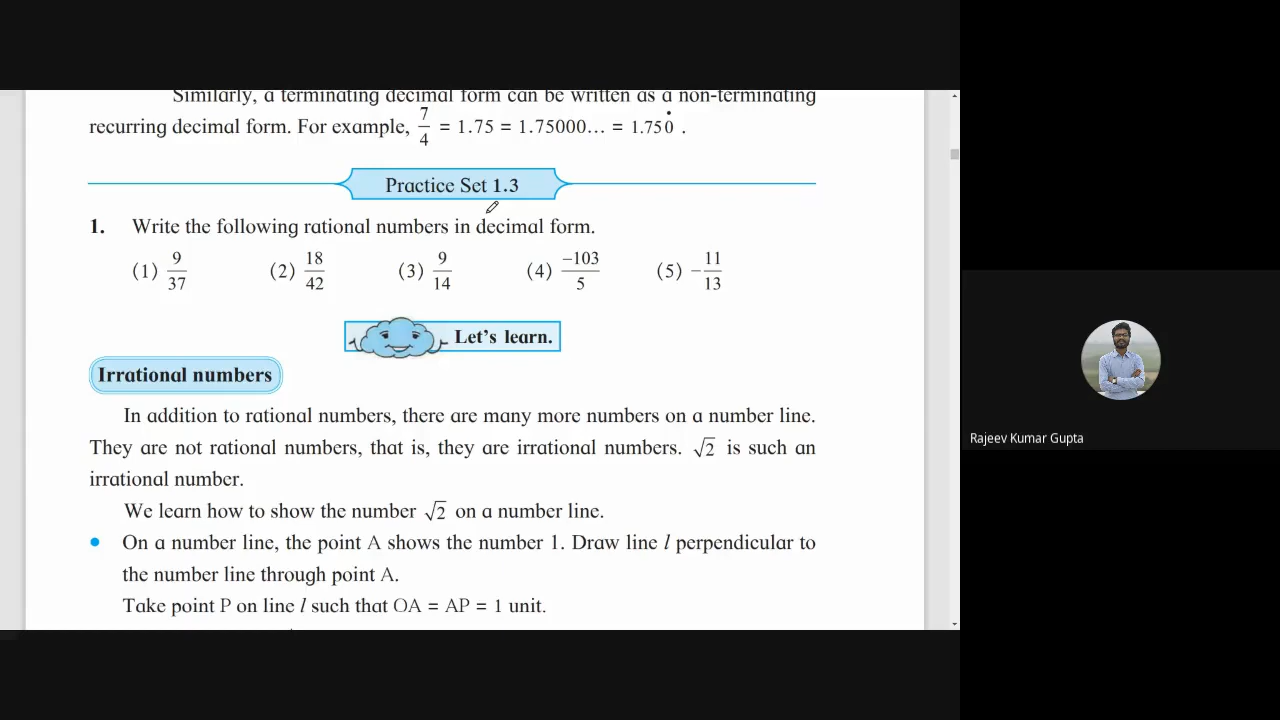 Similarly, a terminating decimal form can be written as a non-terminating
recurring decimal form. For example, 7/4 = 1.75 = 1.75000... = 1.750̇ .
Practice Set 1.3
1. Write the following rational numbers in decimal form.
(1) 9/37 (2) 18/42 (3) 9/14 (4) −103/5 (5) −11/13
Let's learn.
Irrational numbers
In addition to rational numbers, there are many more numbers on a number line.
They are not rational numbers, that is, they are irrational numbers. √2 is such an
irrational number.
We learn how to show the number √2 on a number line.
• On a number line, the point A shows the number 1. Draw line l perpendicular to
the number line through point A.
Take point P on line l such that OA = AP = 1 unit.
Rajeev Kumar Gupta